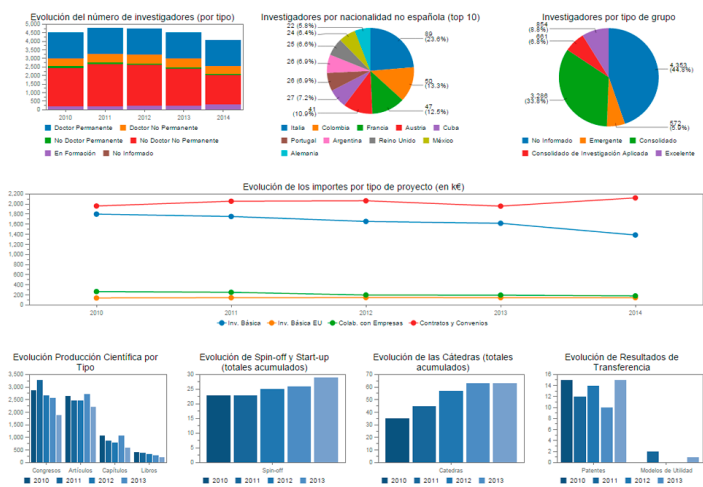 Evolución del número de investigadores (por tipo)
5,000
4,500
4,000
3,500
3,000
2,500
2,000
1,500
1,000
500
0
2010 2011 2012 2013 2014
Doctor Permanente Doctor No Permanente
No Doctor Permanente No Doctor No Permanente
En Formación No Informado
Investigadores por nacionalidad no española (top 10)
22 (5.8%)
24 (6.4%)
25 (6.6%)
26 (6.9%)
26 (6.9%)
27 (7.2%)
41
(10.9%)
89
(23.6%)
50
(13.3%)
47
(12.5%)
Italia Colombia Francia Austria Cuba
Portugal Argentina Reino Unido México
Alemania
Investigadores por tipo de grupo
854
(8.8%)
661
(6.8%)
3,286
(33.8%)
4,353
(44.8%)
572
(5.9%)
No Informado Emergente Consolidado
Consolidado de Investigación Aplicada Excelente
Evolución de los importes por tipo de proyecto (en k€)
2,200
2,000
1,800
1,600
1,400
1,200
1,000
800
600
400
200
0
2010 2011 2012 2013 2014
Inv. Básica Inv. Básica EU Colab. con Empresas Contratos y Convenios
Evolución Producción Científica por
Tipo
3,500
3,000
2,500
2,000
1,500
1,000
500
0
Congresos Artículos Capítulos Libros
2010 2011 2012 2013
Evolución de Spin-off y Start-up
(totales acumulados)
30
25
20
15
10
5
0
Spin-off
2010 2011 2012 2013
Evolución de las Cátedras (totales
acumulados)
70
60
50
40
30
20
10
0
Catedras
2010 2011 2012 2013
Evolución de Resultados de
Transferencia
16
14
12
10
8
6
4
2
0
Patentes Modelos de Utilidad
2010 2011 2012 2013